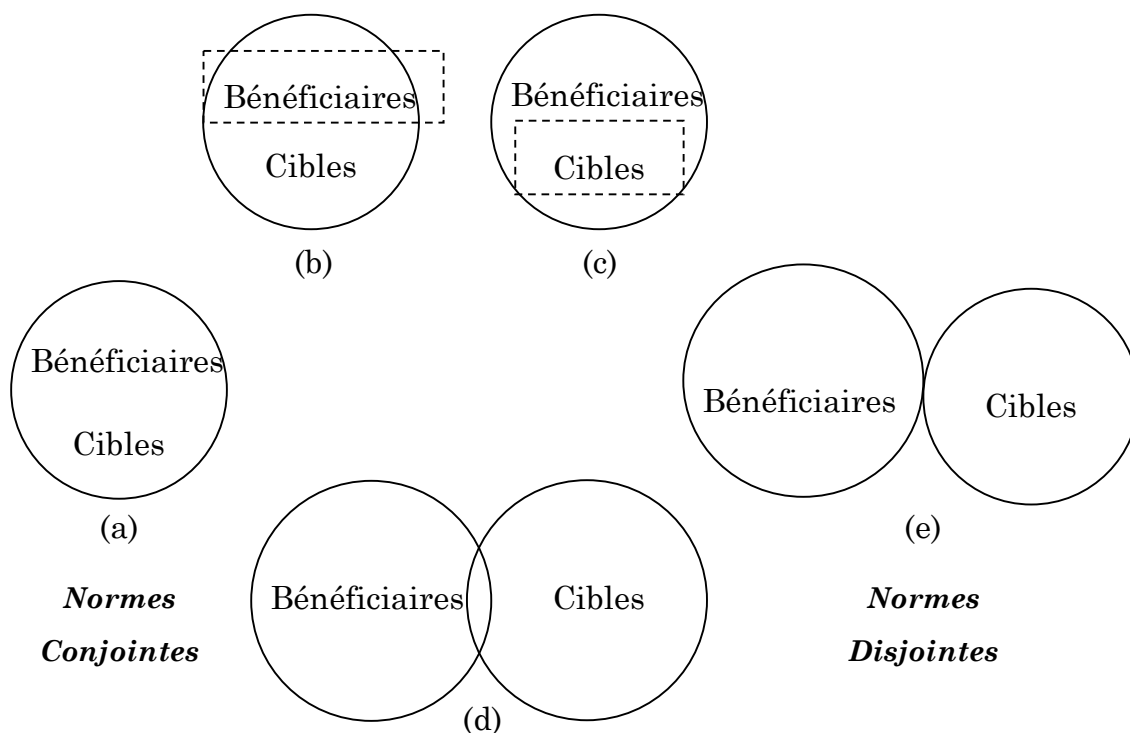 Bénéficiaires
Cibles
(b)
Bénéficiaires
Cibles
(c)
Bénéficiaires
Cibles
(a)
Normes
Conjointes
Bénéficiaires
Cibles
(d)
Bénéficiaires
Cibles
(e)
Normes
Disjointes